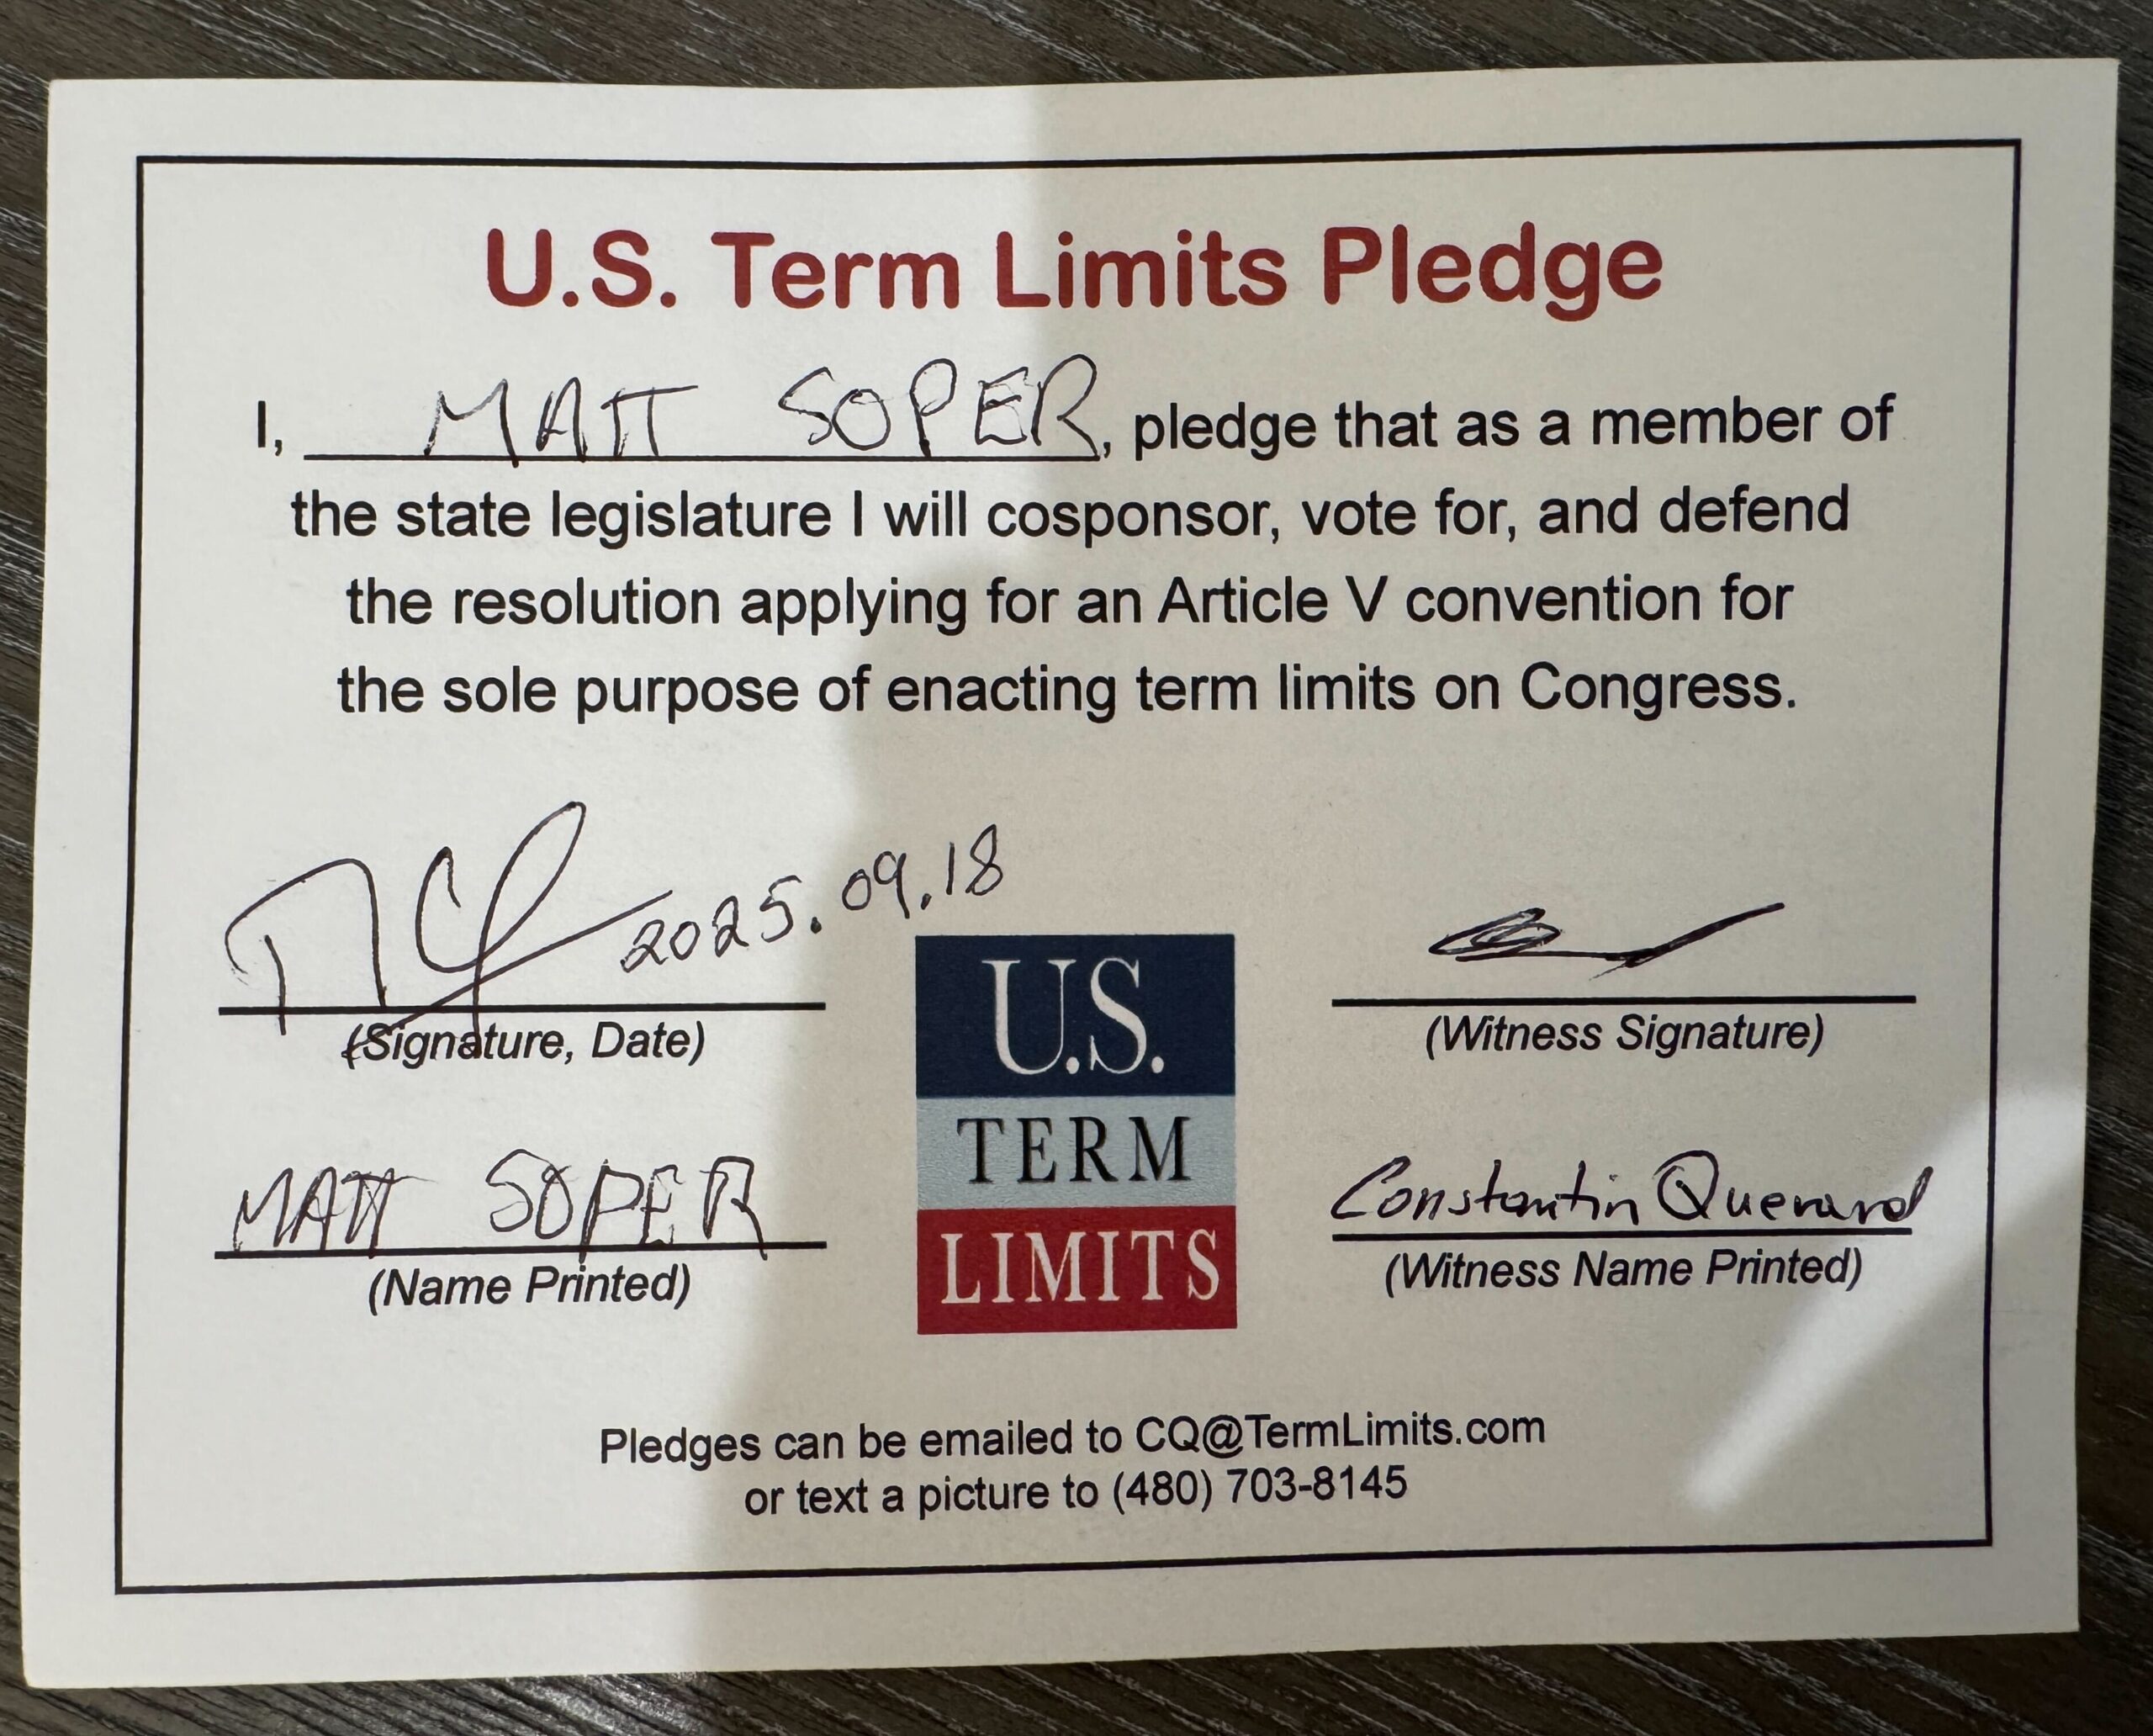 U.S. Term Limits Pledge
I, MATT SOPER, pledge that as a member of
the state legislature I will cosponsor, vote for, and defend
the resolution applying for an Article V convention for
the sole purpose of enacting term limits on Congress.
2025.09.18
(Signature, Date)
(Witness Signature)
U.S.
TERM
LIMITS
MATT SOPER
(Name Printed)
Constantin Querard
(Witness Name Printed)
Pledges can be emailed to CQ@TermLimits.com
or text a picture to (480) 703-8145